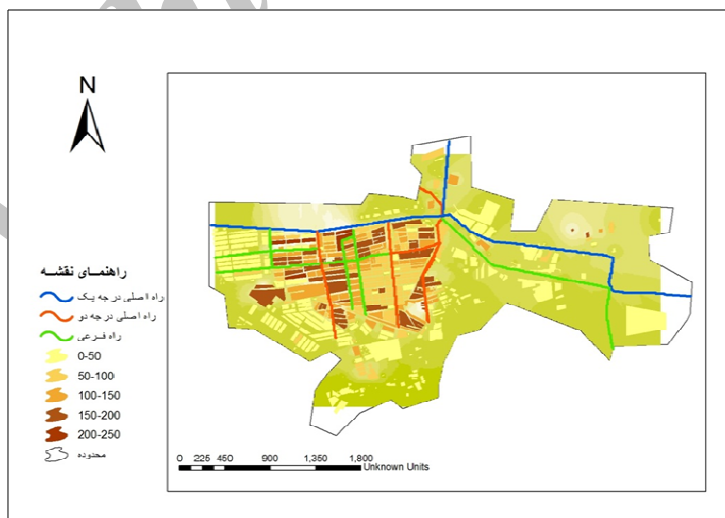 N
راهنمای نقشه
راه اصلی درجه یک
راه اصلی درجه دو
راه فرعی
0-50
50-100
100-150
150-200
200-250
محدوده
0 226 450 900 1,350 1,800
Unknown Units